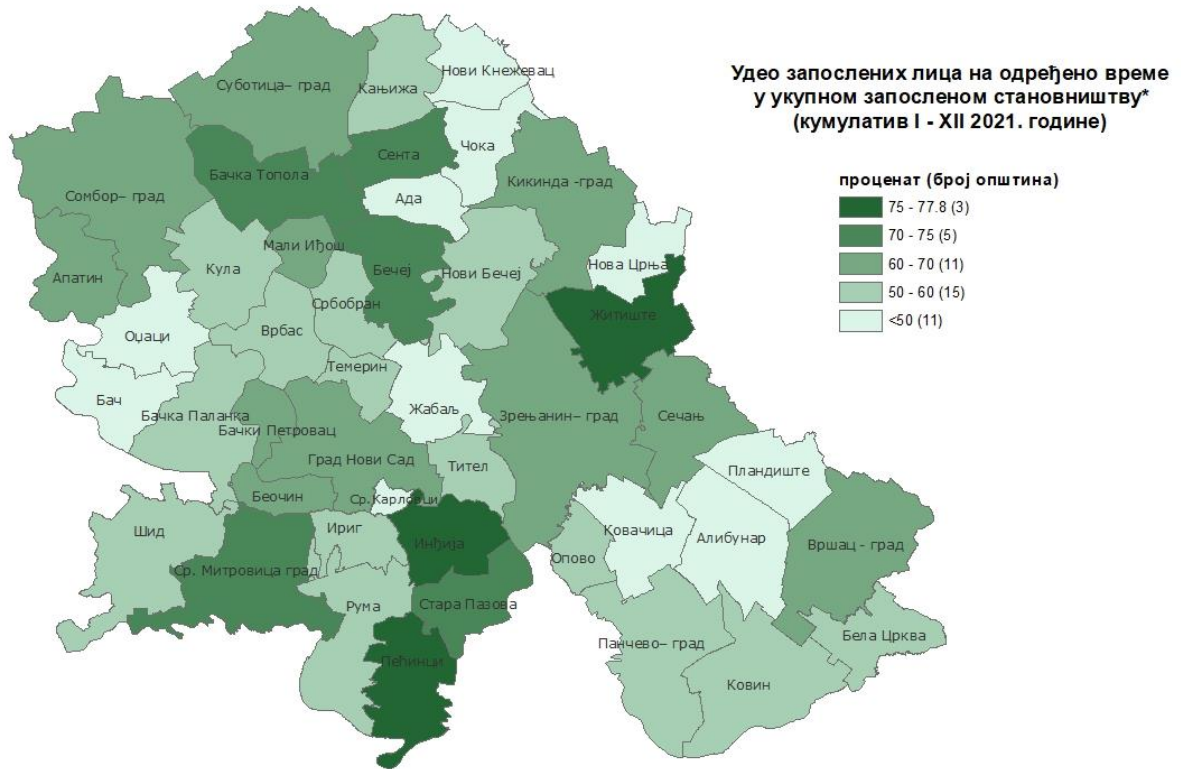 Удео запослених лица на одређено време
у укупном запосленом становништву*
(кумулатив I - XII 2021. године)
проценат (број општина)
75 - 77.8 (3)
70 - 75 (5)
60 - 70 (11)
50 - 60 (15)
<50 (11)
Суботица– град
Кањижа
Нови Кнежевац
Сента
Чока
Бачка Топола
Кикинда -град
Сомбор– град
Ада
Мали Иђош
Нова Црња
Апатин
Кула
Бечеј
Нови Бечеј
Србобран
Житиште
Оџаци
Врбас
Темерин
Бач
Бачка Паланка
Жабаљ
Зрењанин– град
Сечањ
Бачки Петровац
Град Нови Сад
Тител
Пландиште
Беочин
Ср.Карловци
Шид
Ириг
Инђија
Ковачица
Алибунар
Вршац - град
Опово
Ср. Митровица град
Рума
Стара Пазова
Панчево– град
Бела Црква
Пећинци
Ковин